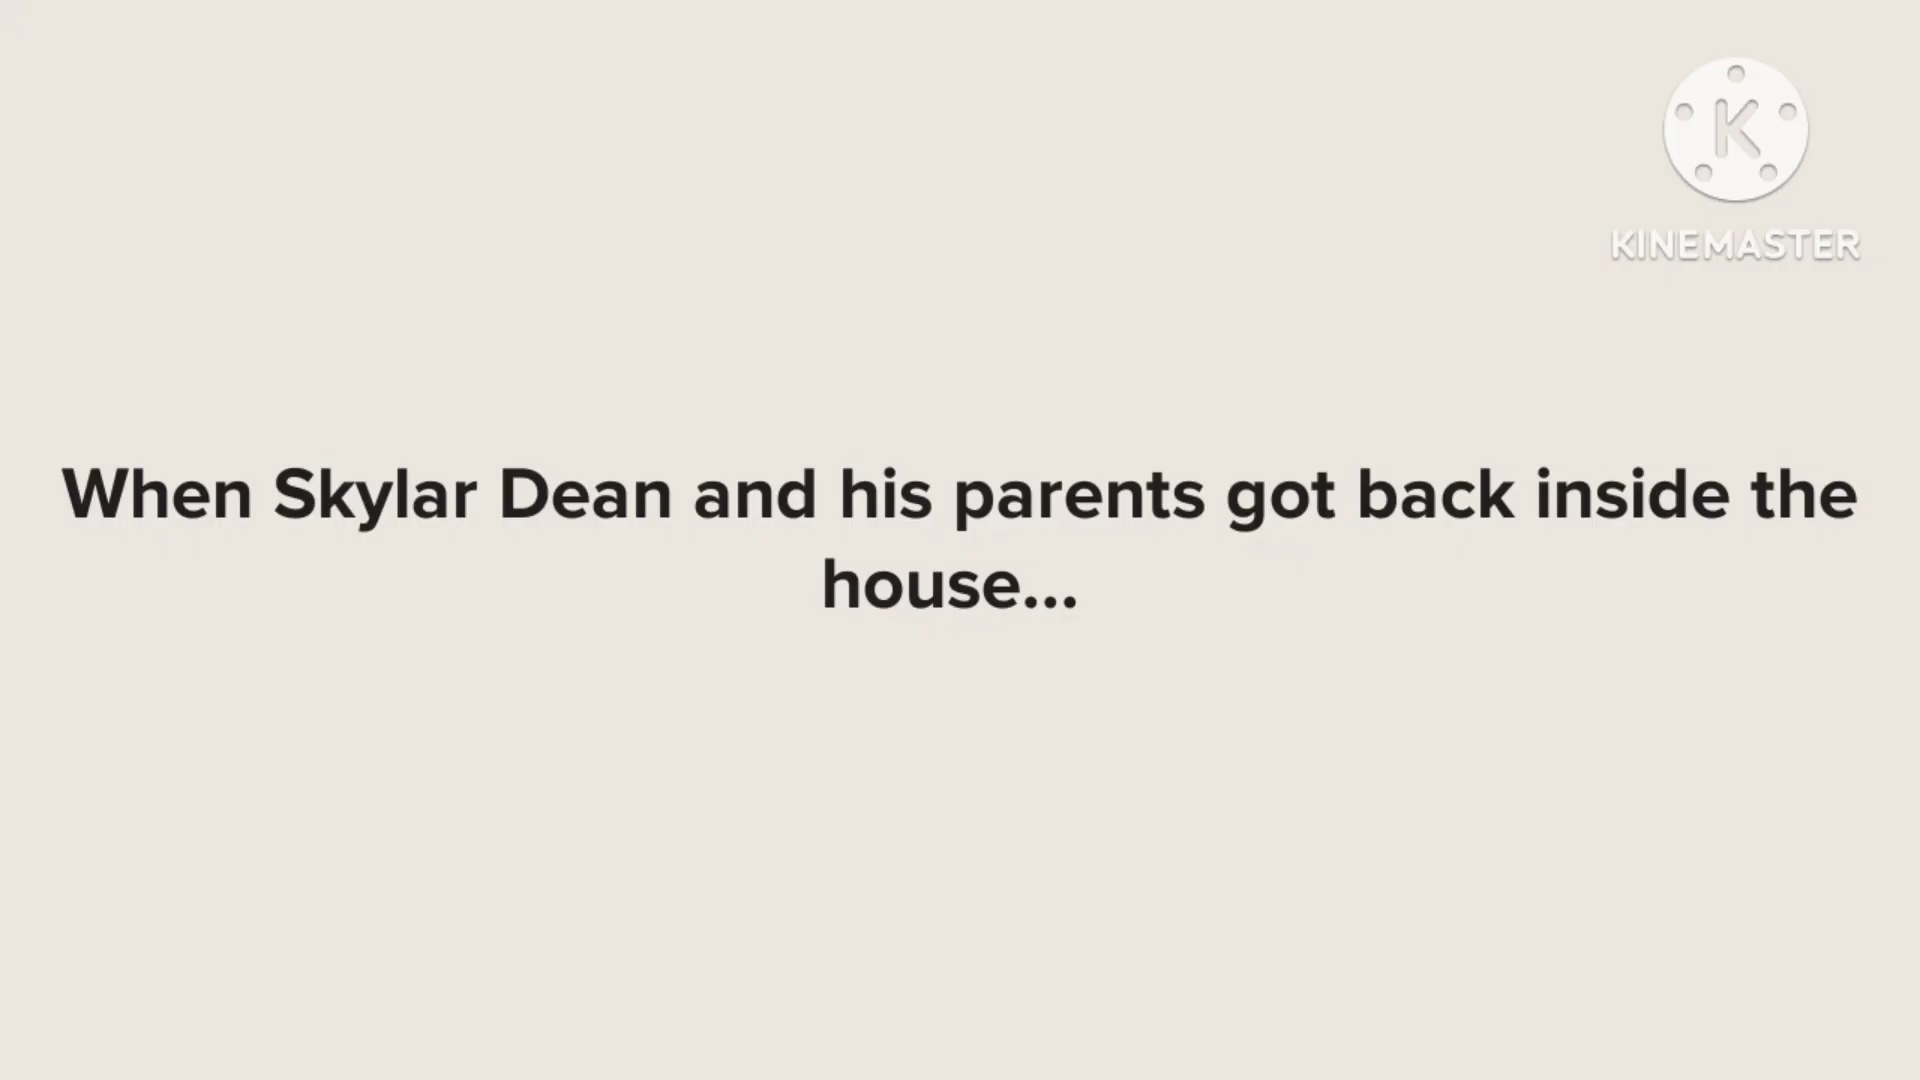 K
KINEMASTER
When Skylar Dean and his parents got back inside the
house...